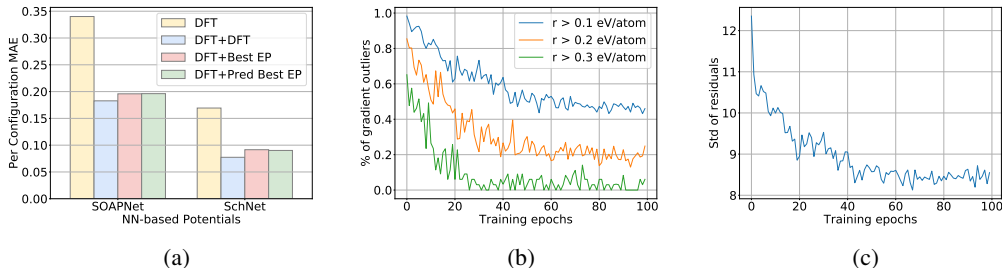 Per Configuration MAE
0.35
0.30
0.25
0.20
0.15
0.10
0.05
0.00
DFT
DFT+DFT
DFT+Best EP
DFT+Pred Best EP
SOAPNet
SchNet
NN-based Potentials
(a)
% of gradient outliers
1.0
0.8
0.6
0.4
0.2
0.0
r > 0.1 eV/atom
r > 0.2 eV/atom
r > 0.3 eV/atom
0 20 40 60 80 100
Training epochs
(b)
Std of residuals
12
11
10
9
8
0 20 40 60 80 100
Training epochs
(c)